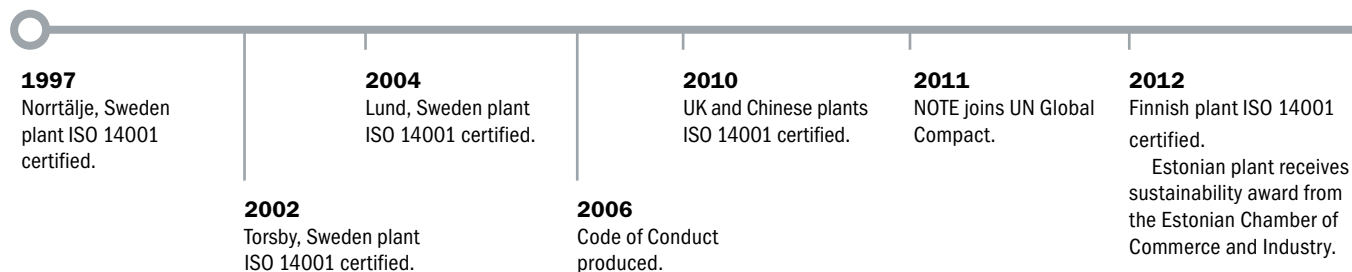 1997
Norrtälje, Sweden
plant ISO 14001
certified.
2002
Torsby, Sweden plant
ISO 14001 certified.
2004
Lund, Sweden plant
ISO 14001 certified.
2006
Code of Conduct
produced.
2010
UK and Chinese plants
ISO 14001 certified.
2011
NOTE joins UN Global
Compact.
2012
Finnish plant ISO 14001
certified.
Estonian plant receives
sustainability award from
the Estonian Chamber of
Commerce and Industry.